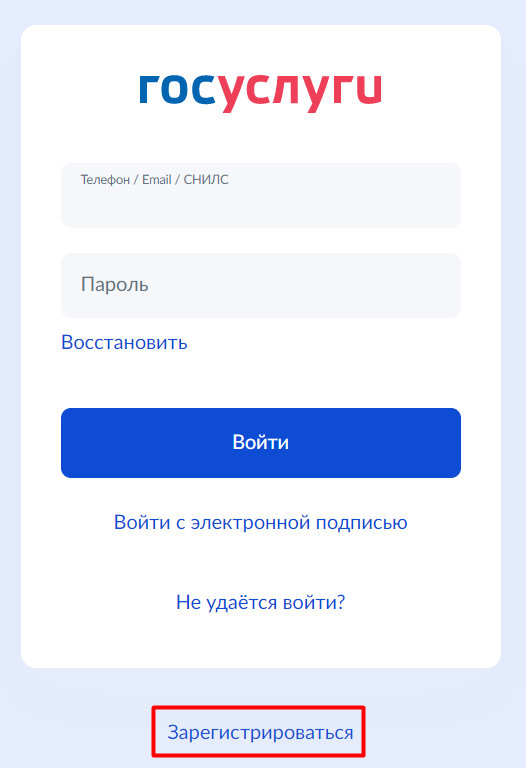 госуслуги
Телефон / Email / СНИЛС
Пароль
Восстановить
Войти
Войти с электронной подписью
Не удаётся войти?
Зарегистрироваться